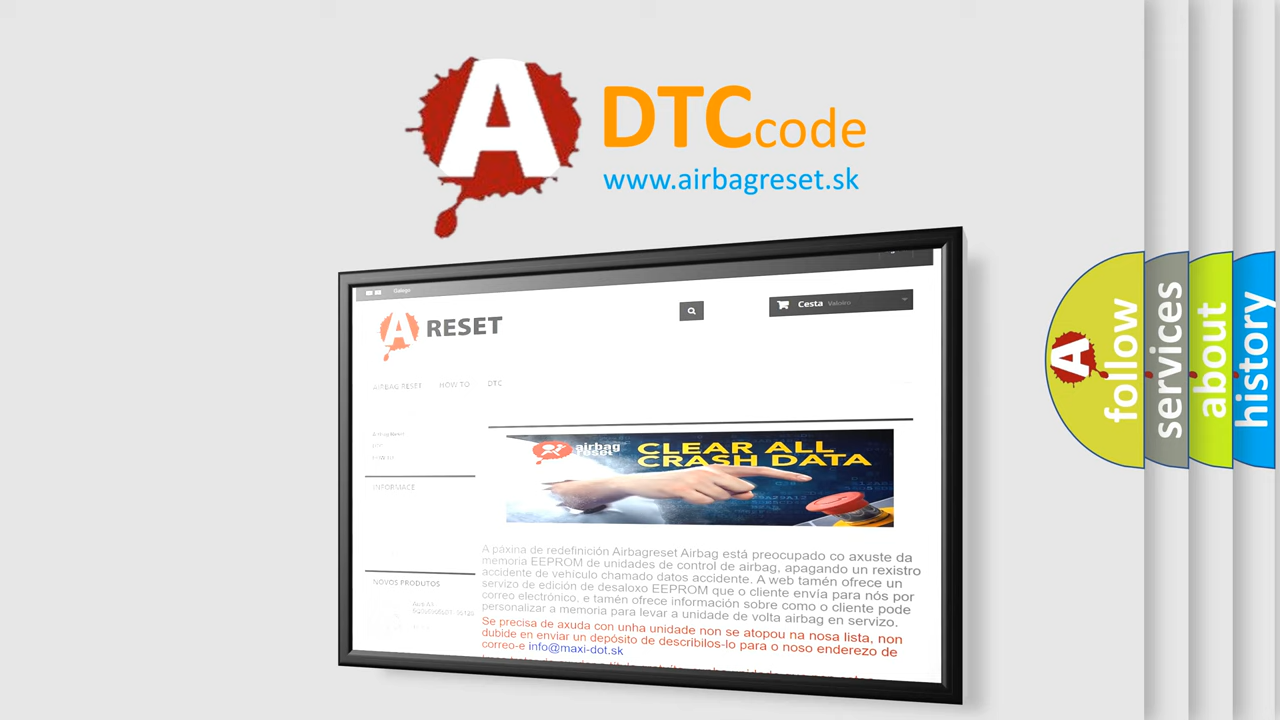 A DTC code
www.airbagreset.sk
Galego
A RESET
Cesta Valeiro
AIRBAG RESET HOW TO DTC
INFORMACE
airbag
reset
CLEAR ALL
CRASH DATA
A páxina de redefinición Airbagreset Airbag está preocupado co axuste da
memoria EEPROM de unidades de control de airbag, apagando un rexistro
accidente de vehículo chamado datos accidente. A web tamén ofrece un
servizo de edición de desaloxo EEPROM que o cliente envía para nós por
correo electrónico, e tamén ofrece información sobre como o cliente pode
personalizar a memoria para levar a unidade de volta airbag en servizo.
Se precisa de axuda con unha unidade non se atopou na nosa lista, non
dubide en enviar un depósito de describilos-lo para o noso enderezo de
correo-e info@maxi-dot.sk
NOVOS PRODUTOS
A
follow
services
about
history